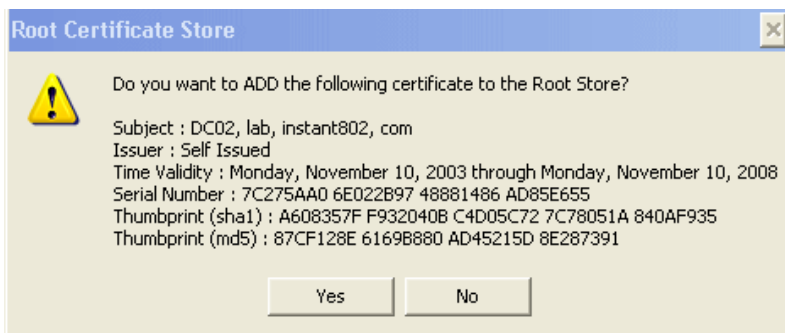 Root Certificate Store
Do you want to ADD the following certificate to the Root Store?
Subject : DC02, lab, instant802, com
Issuer : Self Issued
Time Validity : Monday, November 10, 2003 through Monday, November 10, 2008
Serial Number : 7C275AA0 6E022B97 48881486 AD85E655
Thumbprint (sha1) : A608357F F932040B C4D05C72 7C78051A 840AF935
Thumbprint (md5) : 87CF128E 6169B880 AD45215D 8E287391
Yes No